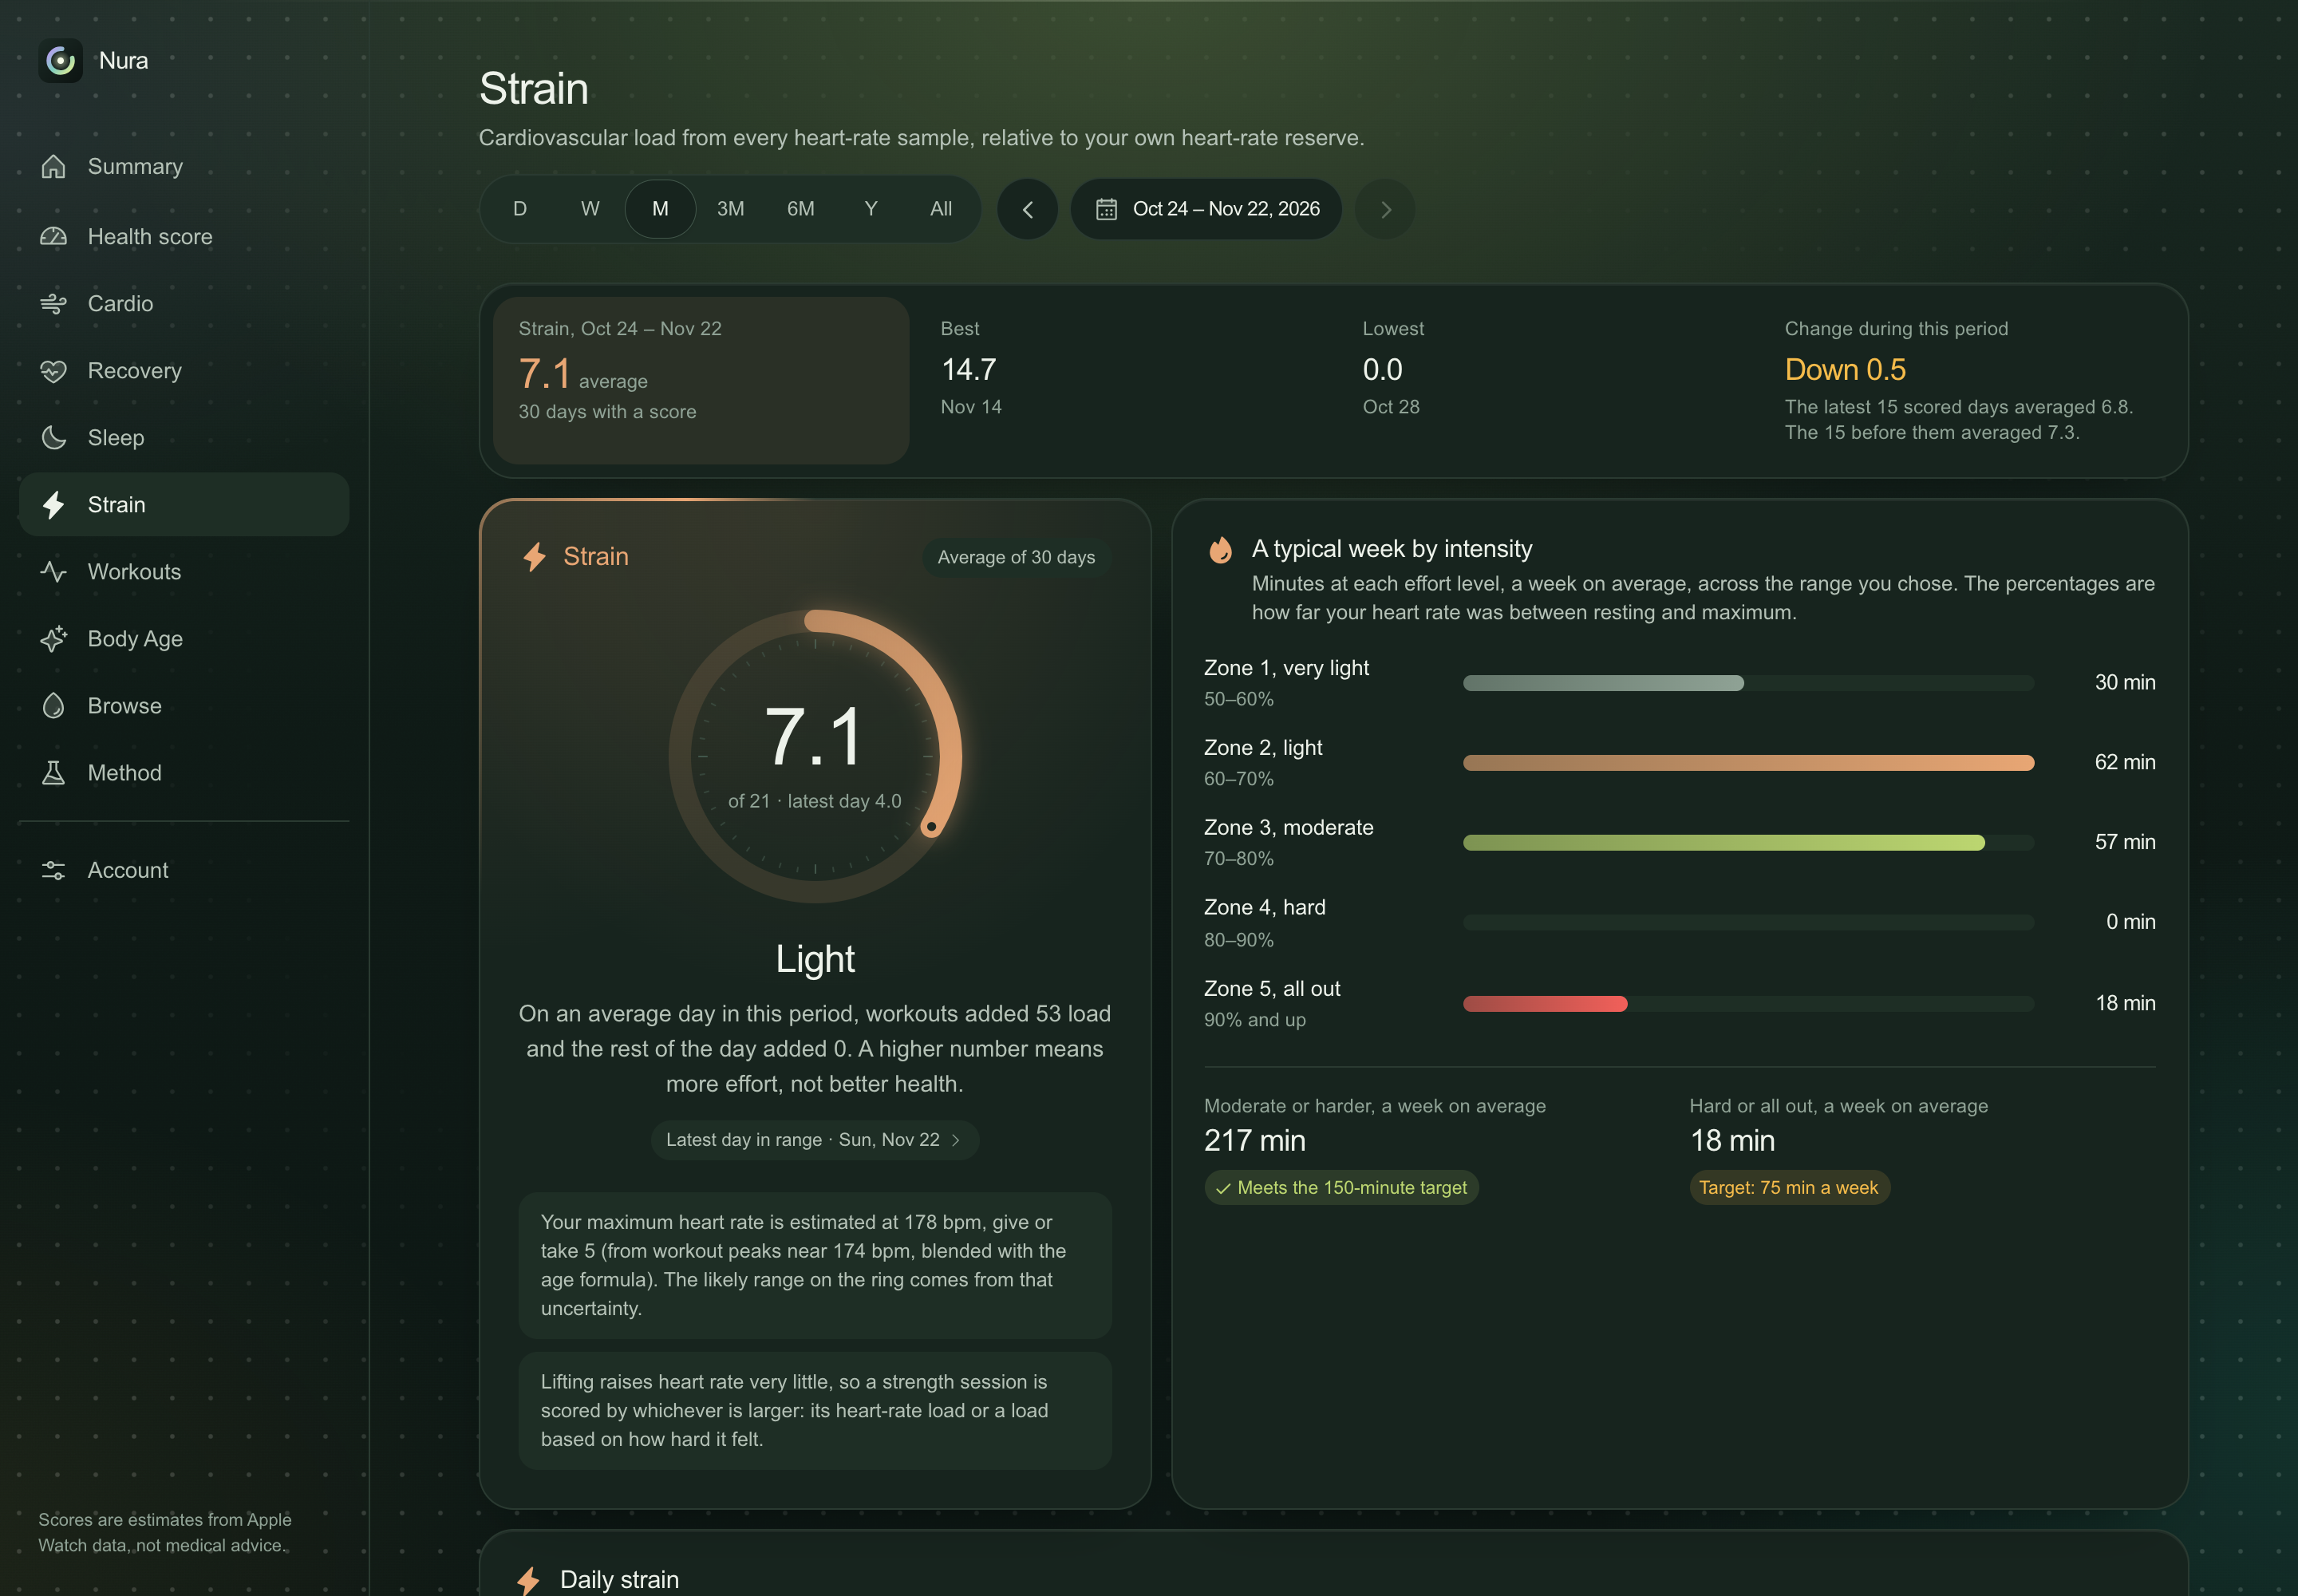 Nura
Summary
Health score
Cardio
Recovery
Sleep
Strain
Workouts
Body Age
Browse
Method
Account
Scores are estimates from Apple
Watch data, not medical advice.
Strain
Cardiovascular load from every heart-rate sample, relative to your own heart-rate reserve.
D W M 3M 6M Y All
Oct 24 – Nov 22, 2026
Strain, Oct 24 – Nov 22
7.1 average
30 days with a score
Best
14.7
Nov 14
Lowest
0.0
Oct 28
Change during this period
Down 0.5
The latest 15 scored days averaged 6.8.
The 15 before them averaged 7.3.
Strain
Average of 30 days
7.1
of 21 · latest day 4.0
Light
On an average day in this period, workouts added 53 load
and the rest of the day added 0. A higher number means
more effort, not better health.
Latest day in range · Sun, Nov 22
Your maximum heart rate is estimated at 178 bpm, give or
take 5 (from workout peaks near 174 bpm, blended with the
age formula). The likely range on the ring comes from that
uncertainty.
Lifting raises heart rate very little, so a strength session is
scored by whichever is larger: its heart-rate load or a load
based on how hard it felt.
A typical week by intensity
Minutes at each effort level, a week on average, across the range you chose. The percentages are
how far your heart rate was between resting and maximum.
Zone 1, very light
50–60%
30 min
Zone 2, light
60–70%
62 min
Zone 3, moderate
70–80%
57 min
Zone 4, hard
80–90%
0 min
Zone 5, all out
90% and up
18 min
Moderate or harder, a week on average
217 min
Meets the 150-minute target
Hard or all out, a week on average
18 min
Target: 75 min a week
Daily strain